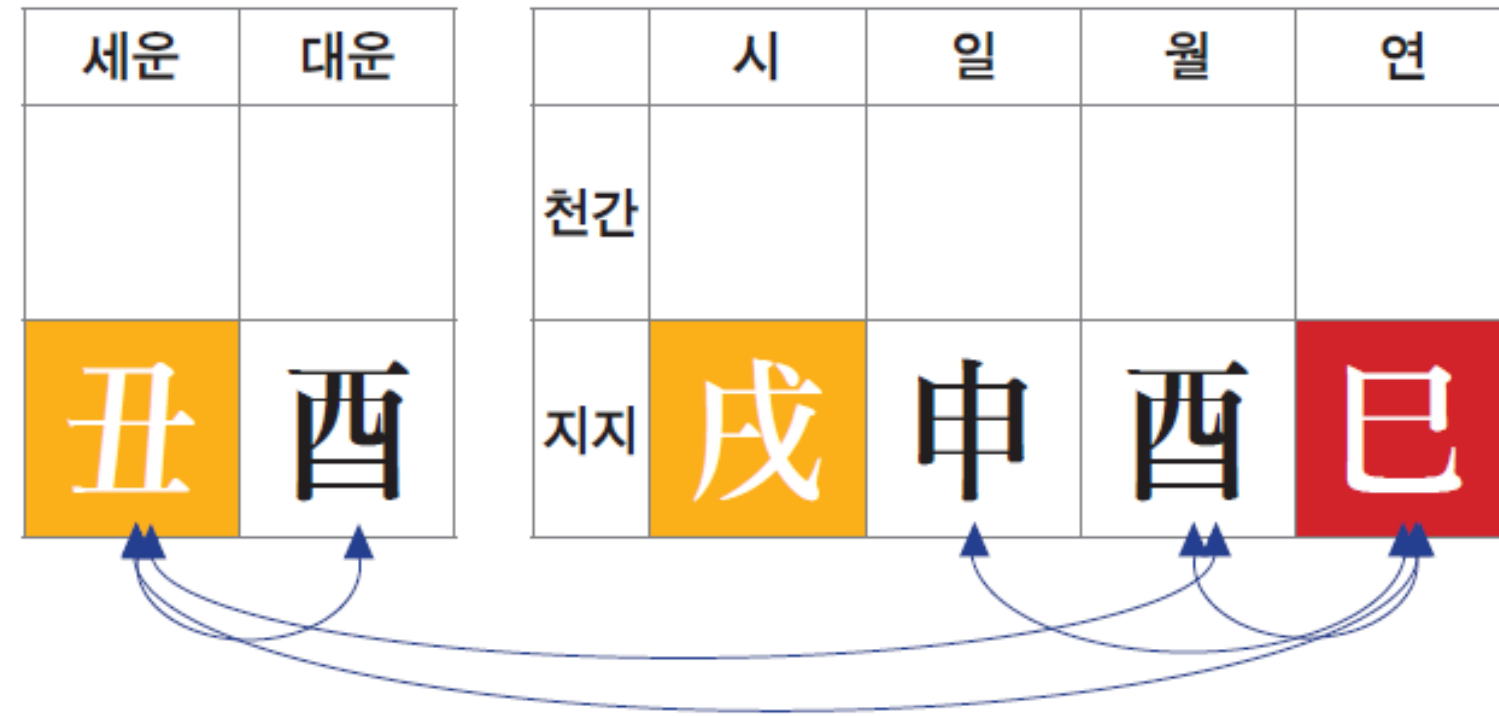 세운 대운 시 일 월 연
천간
丑 酉 지지 戌 申 酉 巳